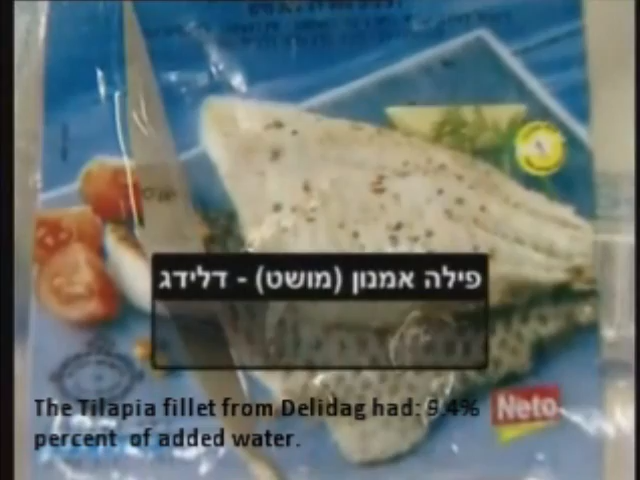 פילה אמנון (מושט) - דלידג
The Tilapia fillet from Delidag had: 9.4%
percent of added water.
Neto